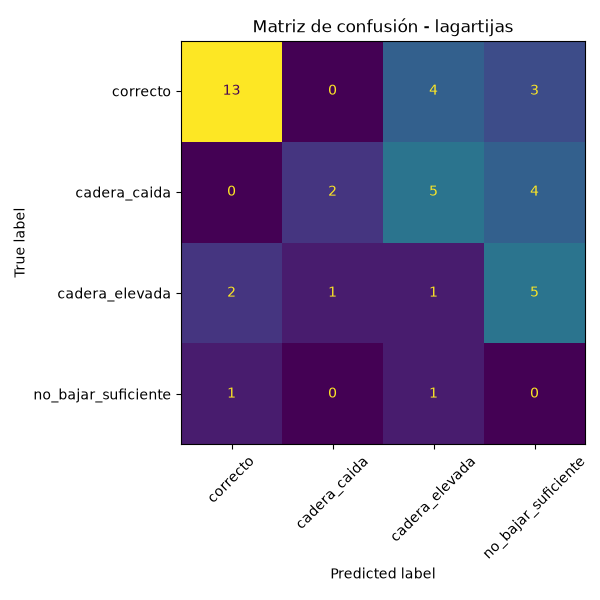 Matriz de confusión - lagartijas
True label
correcto 13 0 4 3
cadera_caida 0 2 5 4
cadera_elevada 2 1 1 5
no_bajar_suficiente 1 0 1 0
correcto
cadera_caida
cadera_elevada
no_bajar_suficiente
Predicted label